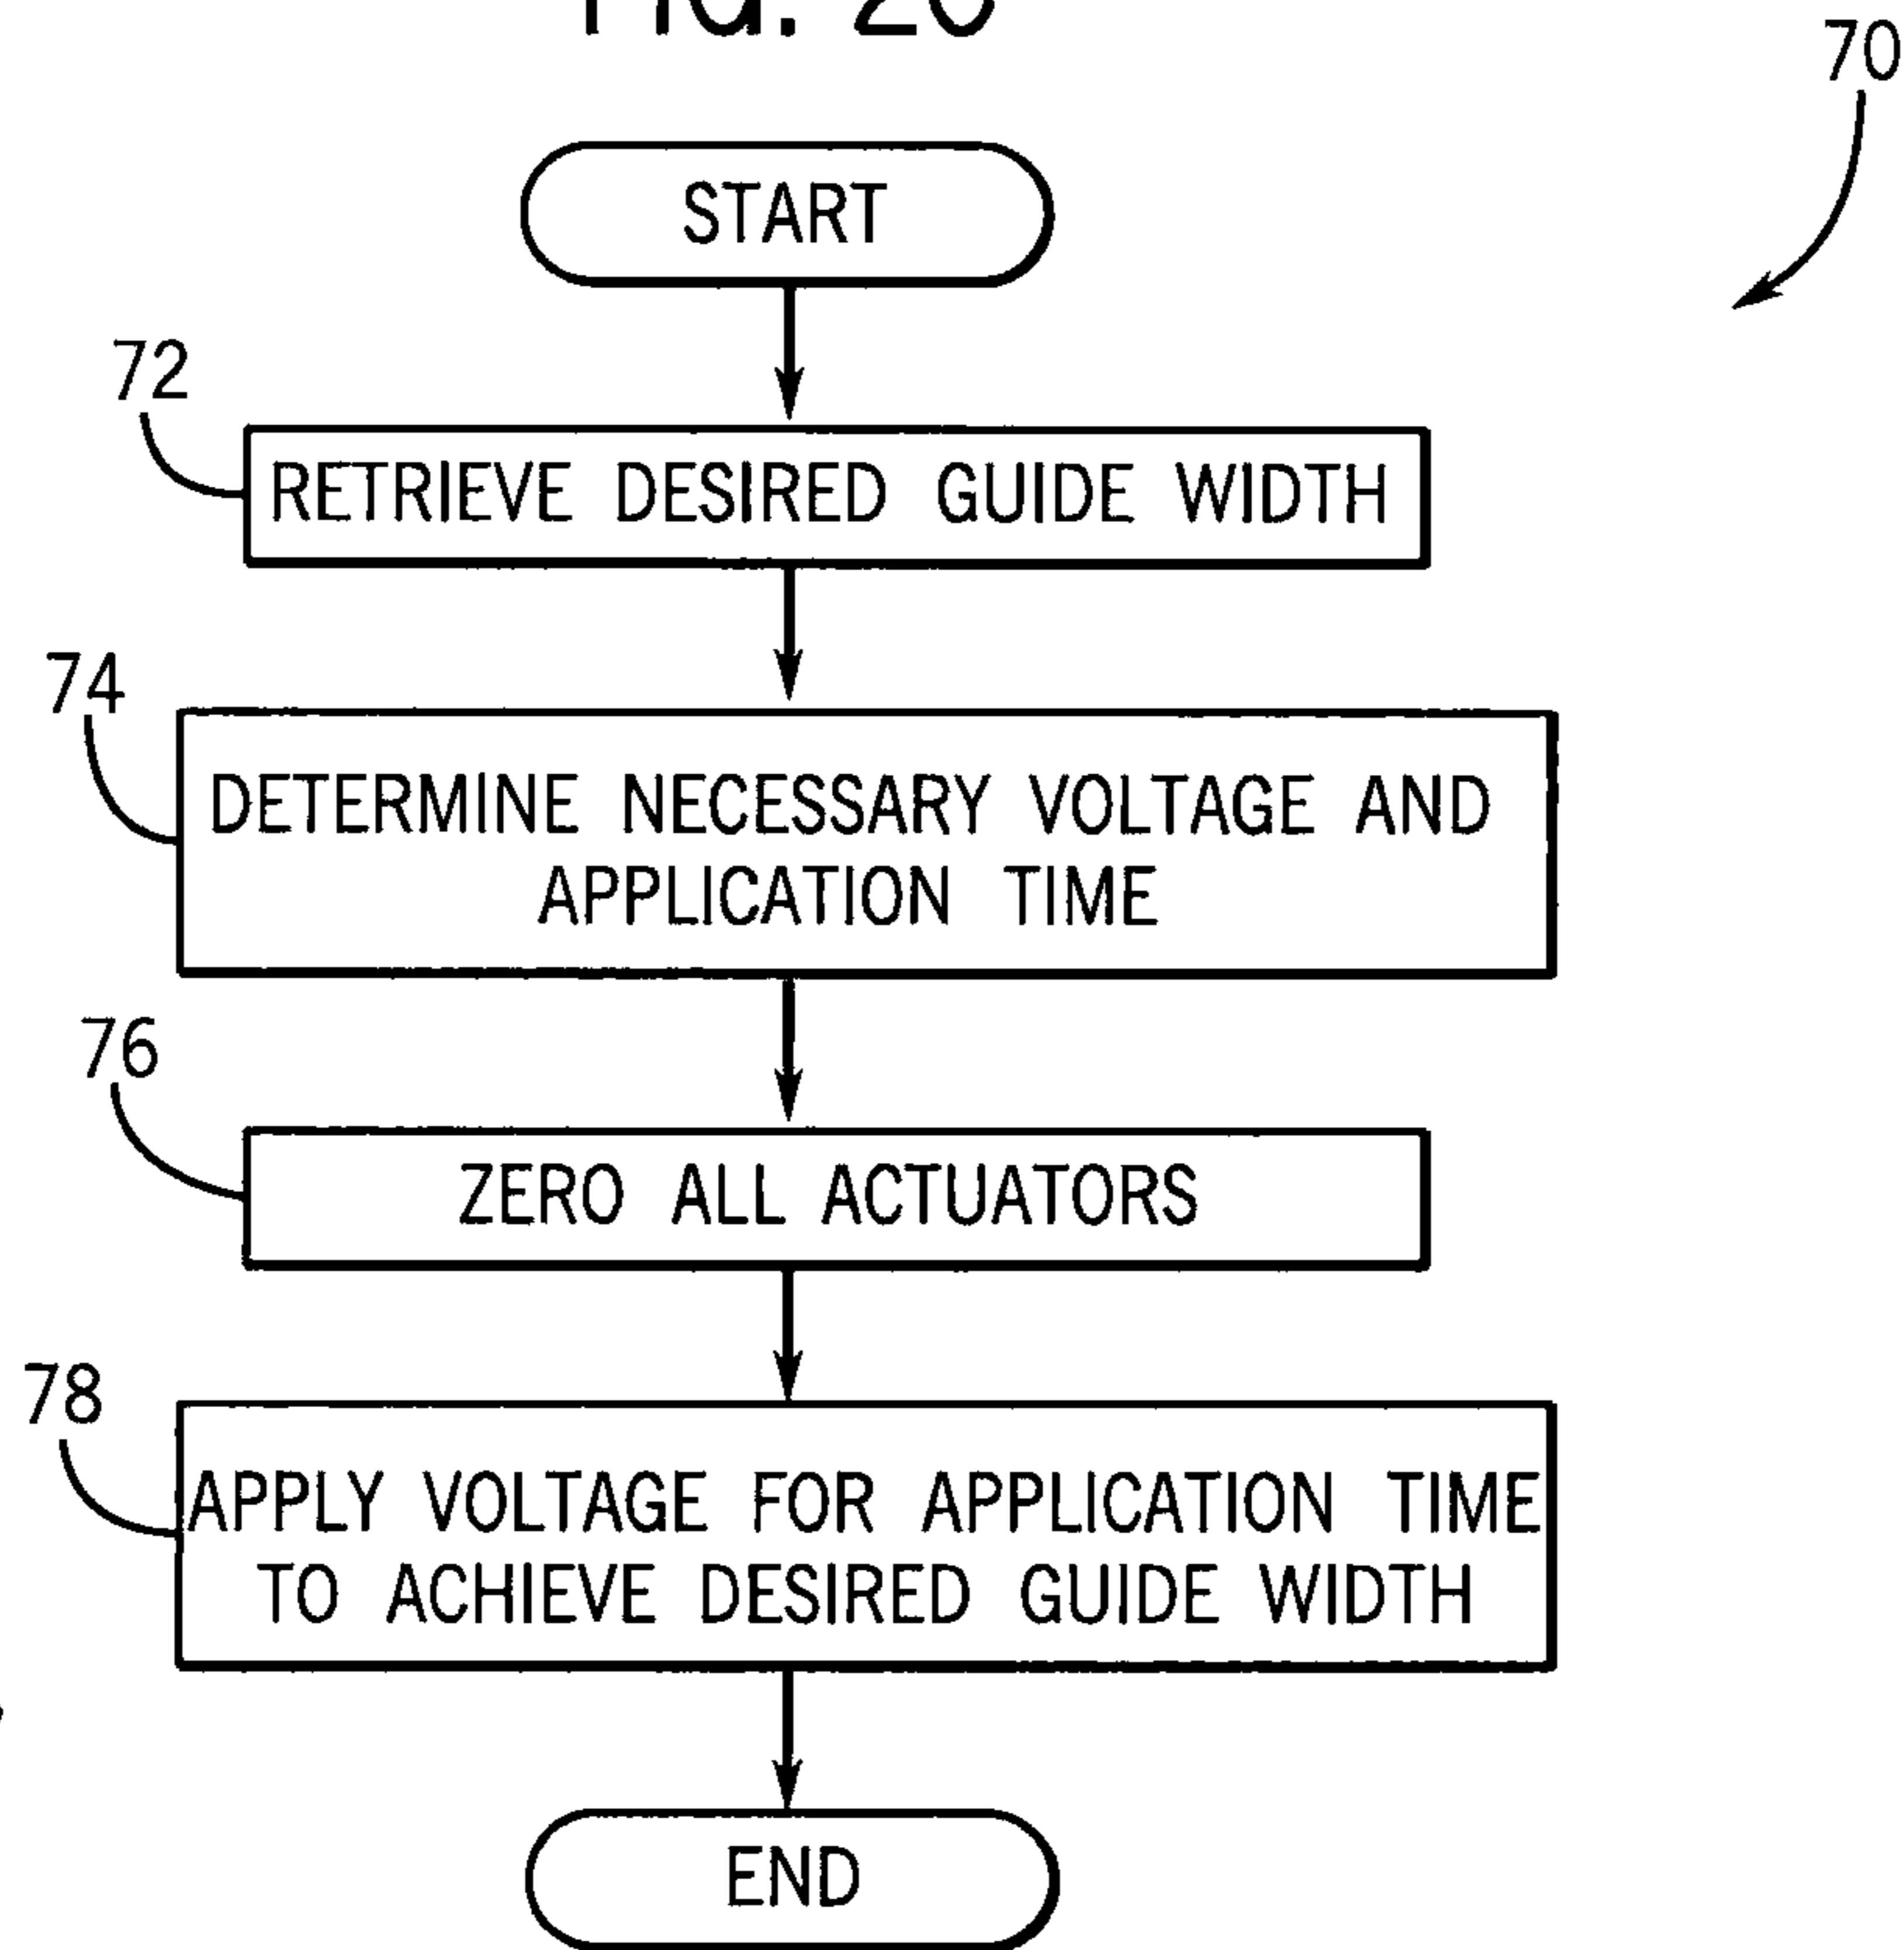 70
START
72
RETRIEVE DESIRED GUIDE WIDTH
74
DETERMINE NECESSARY VOLTAGE AND
APPLICATION TIME
76
ZERO ALL ACTUATORS
78
APPLY VOLTAGE FOR APPLICATION TIME
TO ACHIEVE DESIRED GUIDE WIDTH
END